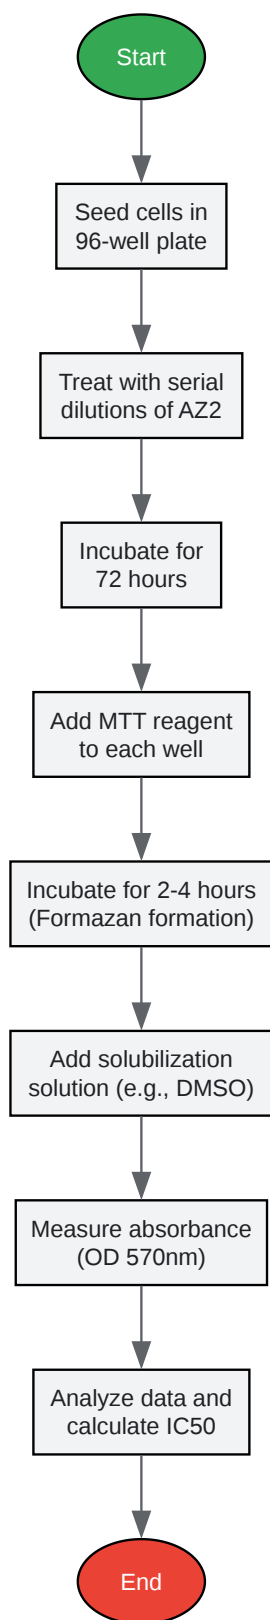 Start
Seed cells in
96-well plate
Treat with serial
dilutions of AZ2
Incubate for
72 hours
Add MTT reagent
to each well
Incubate for 2-4 hours
(Formazan formation)
Add solubilization
solution (e.g., DMSO)
Measure absorbance
(OD 570nm)
Analyze data and
calculate IC50
End